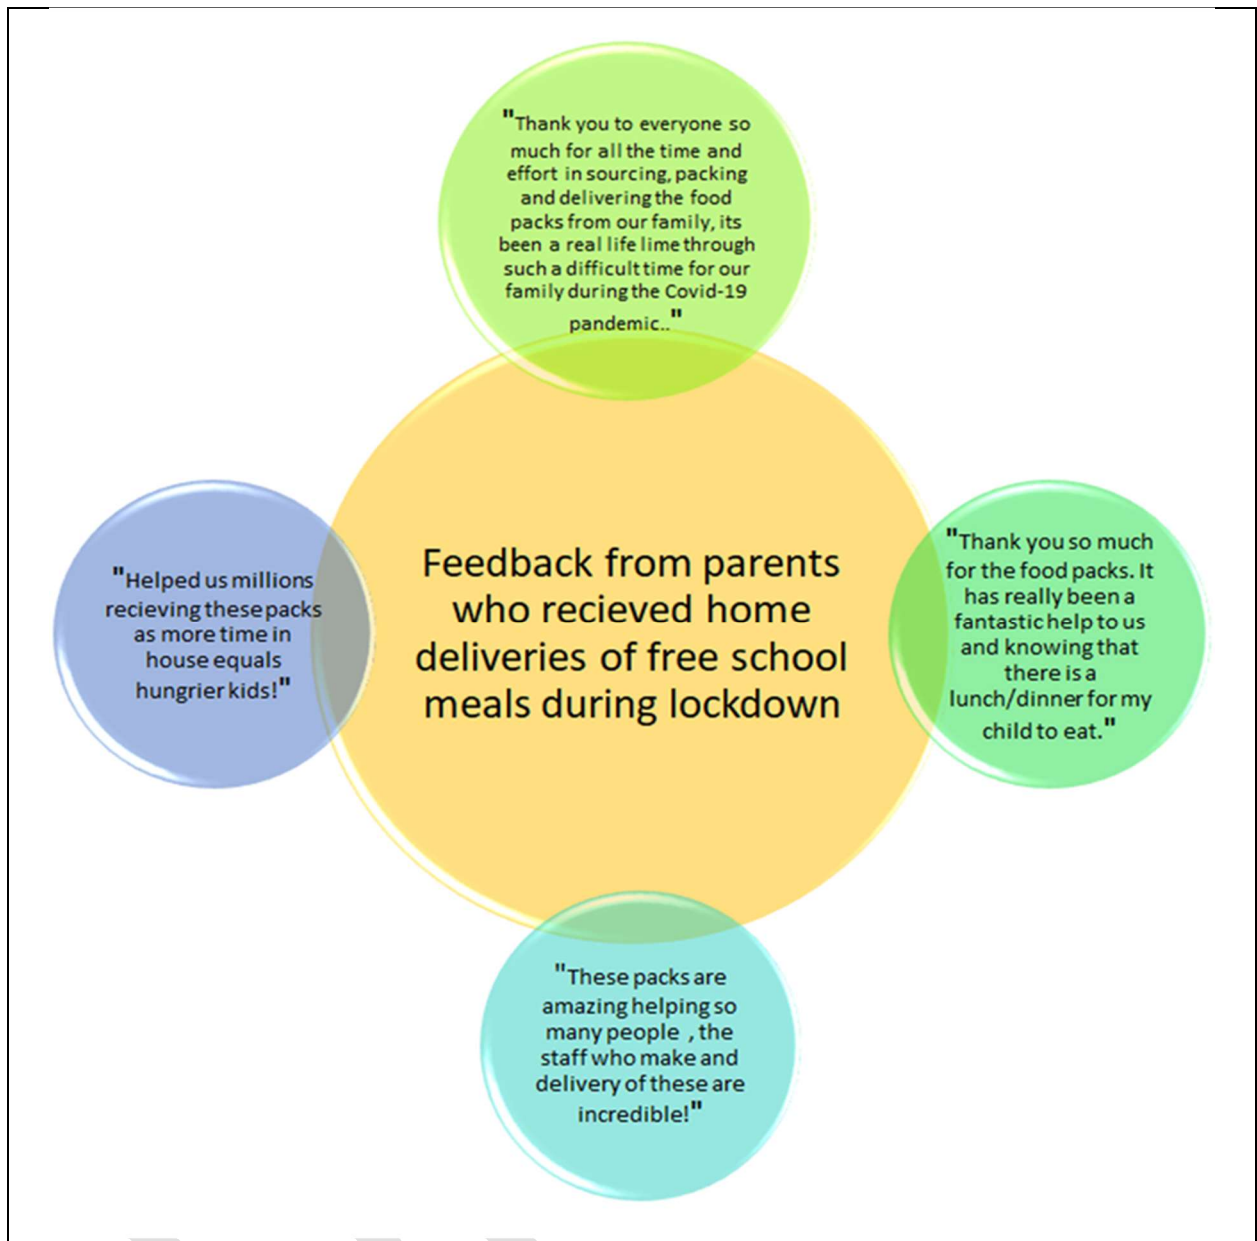 "Thank you to everyone so
much for all the time and
effort in sourcing, packing
and delivering the food
packs from our family, its
been a real life lime through
such a difficult time for our
family during the Covid-19
pandemic.."
"Helped us millions
recieving these packs
as more time in
house equals
hungrier kids!"
Feedback from parents
who recieved home
deliveries of free school
meals during lockdown
"Thank you so much
for the food packs. It
has really been a
fantastic help to us
and knowing that
there is a
lunch/dinner for my
child to eat."
"These packs are
amazing helping so
many people , the
staff who make and
delivery of these are
incredible!"